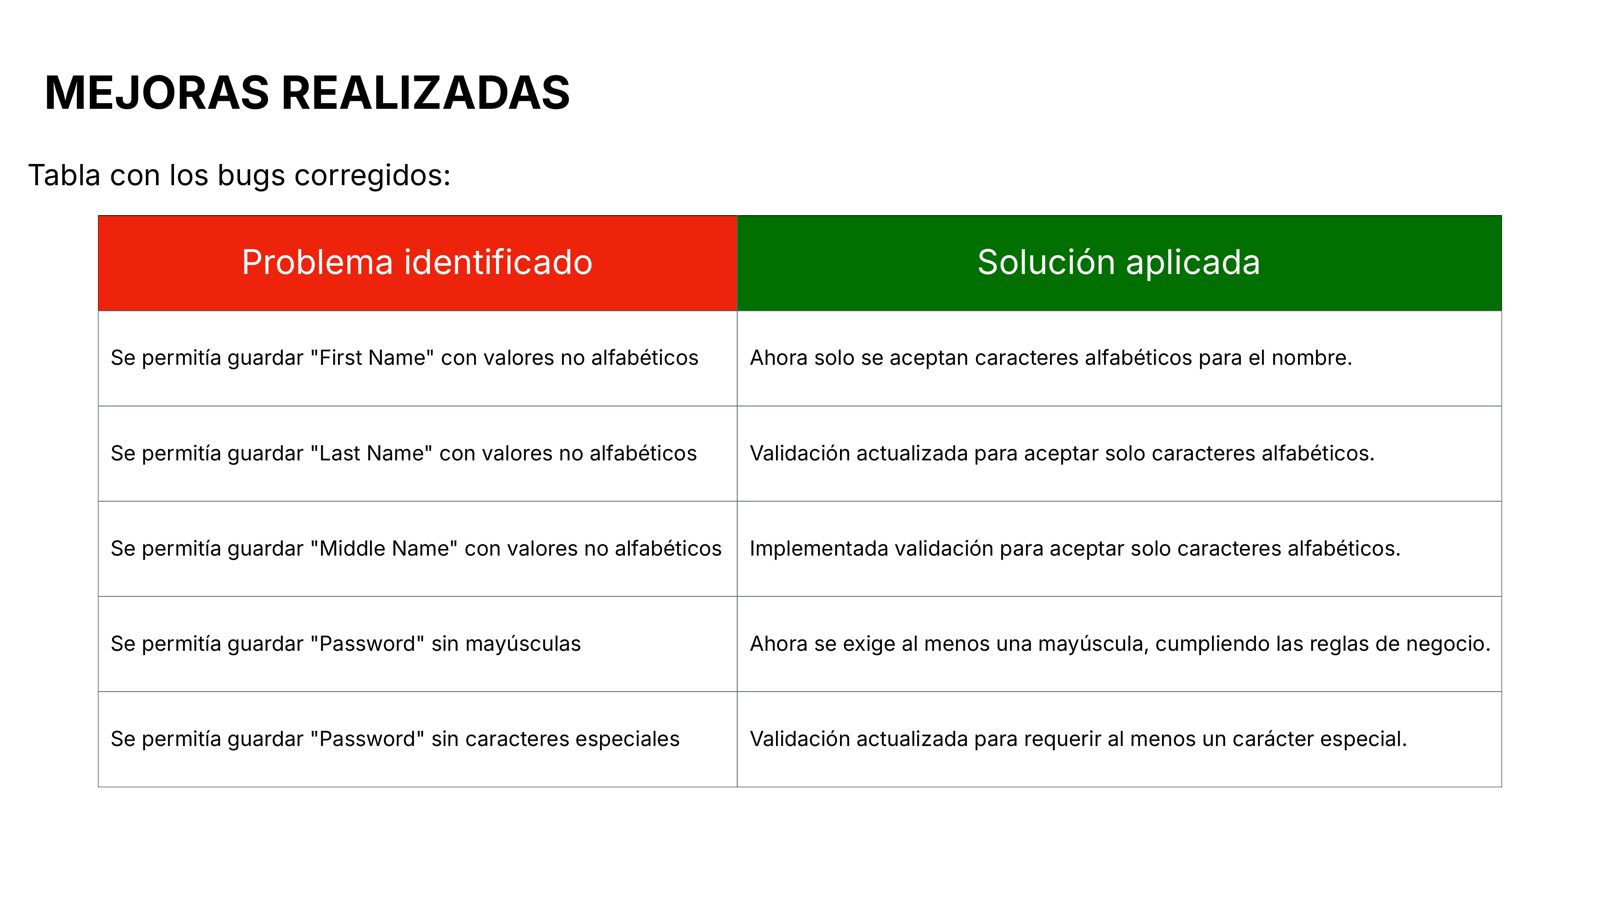 MEJORAS REALIZADAS
Tabla con los bugs corregidos:
Problema identificado
Solución aplicada
Se permitía guardar "First Name" con valores no alfabéticos
Ahora solo se aceptan caracteres alfabéticos para el nombre.
Se permitía guardar "Last Name" con valores no alfabéticos
Validación actualizada para aceptar solo caracteres alfabéticos.
Se permitía guardar "Middle Name" con valores no alfabéticos
Implementada validación para aceptar solo caracteres alfabéticos.
Se permitía guardar "Password" sin mayúsculas
Ahora se exige al menos una mayúscula, cumpliendo las reglas de negocio.
Se permitía guardar "Password" sin caracteres especiales
Validación actualizada para requerir al menos un carácter especial.